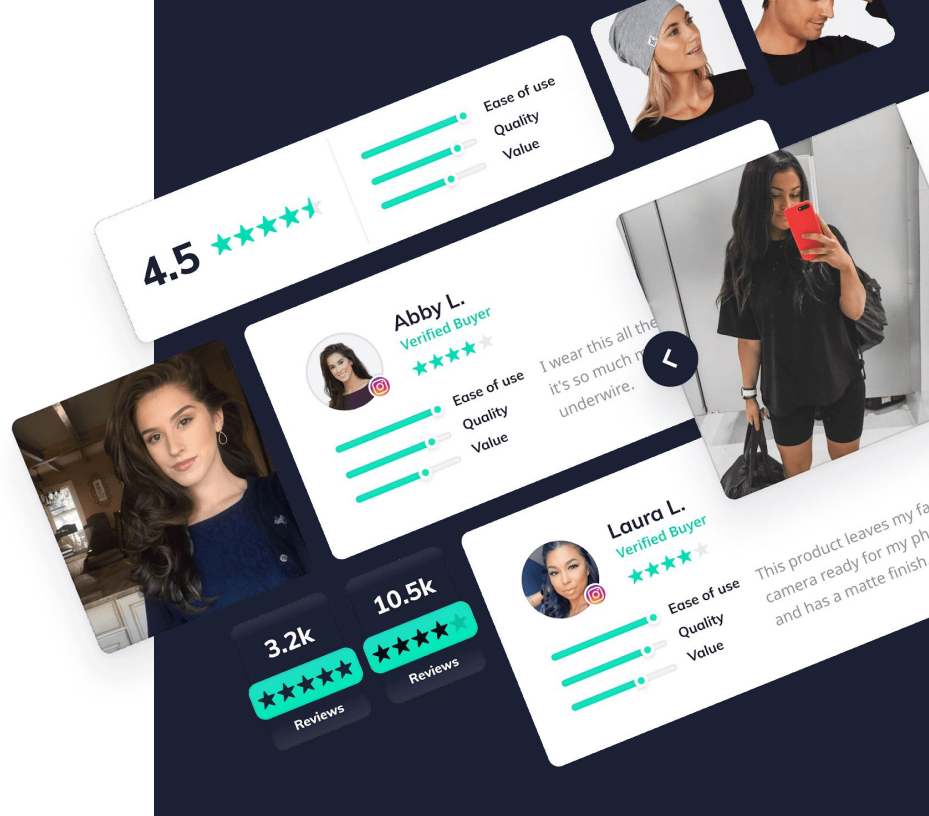 4.5
Ease of use
Quality
Value
Abby L.
Verified Buyer
Ease of use
Quality
Value
I wear this all the
it's so much
underwire.
Laura L.
Verified Buyer
Ease of use
Quality
Value
This product leaves my
camera ready for my
and has a matte finish
3.2k
Reviews
10.5k
Reviews